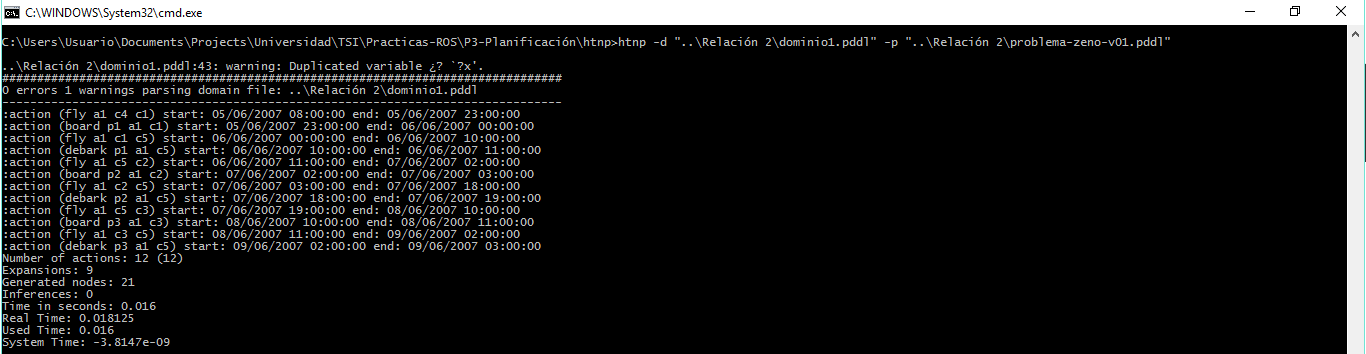 C:\WINDOWS\System32\cmd.exe
C:\Users\Usuario\Documents\Projects\Universidad\TSI\Practicas-ROS\P3-Planificación\htnp>htnp -d "..\Relación 2\dominio1.pddl" -p "..\Relación 2\problema-zeno-v01.pddl"
..\Relación 2\dominio1.pddl:43: warning: Duplicated variable ¿? `?x'.
###########################################################################
0 errors 1 warnings parsing domain file: ..\Relación 2\dominio1.pddl
---------------------------------------------------------------------------
:action (fly a1 c4 c1) start: 05/06/2007 08:00:00 end: 05/06/2007 23:00:00
:action (board p1 a1 c1) start: 05/06/2007 23:00:00 end: 06/06/2007 00:00:00
:action (fly a1 c1 c5) start: 06/06/2007 00:00:00 end: 06/06/2007 10:00:00
:action (debark p1 a1 c5) start: 06/06/2007 10:00:00 end: 06/06/2007 11:00:00
:action (fly a1 c5 c2) start: 06/06/2007 11:00:00 end: 07/06/2007 02:00:00
:action (board p2 a1 c2) start: 07/06/2007 02:00:00 end: 07/06/2007 03:00:00
:action (fly a1 c2 c5) start: 07/06/2007 03:00:00 end: 07/06/2007 18:00:00
:action (debark p2 a1 c5) start: 07/06/2007 18:00:00 end: 07/06/2007 19:00:00
:action (fly a1 c5 c3) start: 07/06/2007 19:00:00 end: 08/06/2007 10:00:00
:action (board p3 a1 c3) start: 08/06/2007 10:00:00 end: 08/06/2007 11:00:00
:action (fly a1 c3 c5) start: 08/06/2007 11:00:00 end: 09/06/2007 02:00:00
:action (debark p3 a1 c5) start: 09/06/2007 02:00:00 end: 09/06/2007 03:00:00
Number of actions: 12 (12)
Expansions: 9
Generated nodes: 21
Inferences: 0
Time in seconds: 0.016
Real Time: 0.018125
Used Time: 0.016
System Time: -3.8147e-09